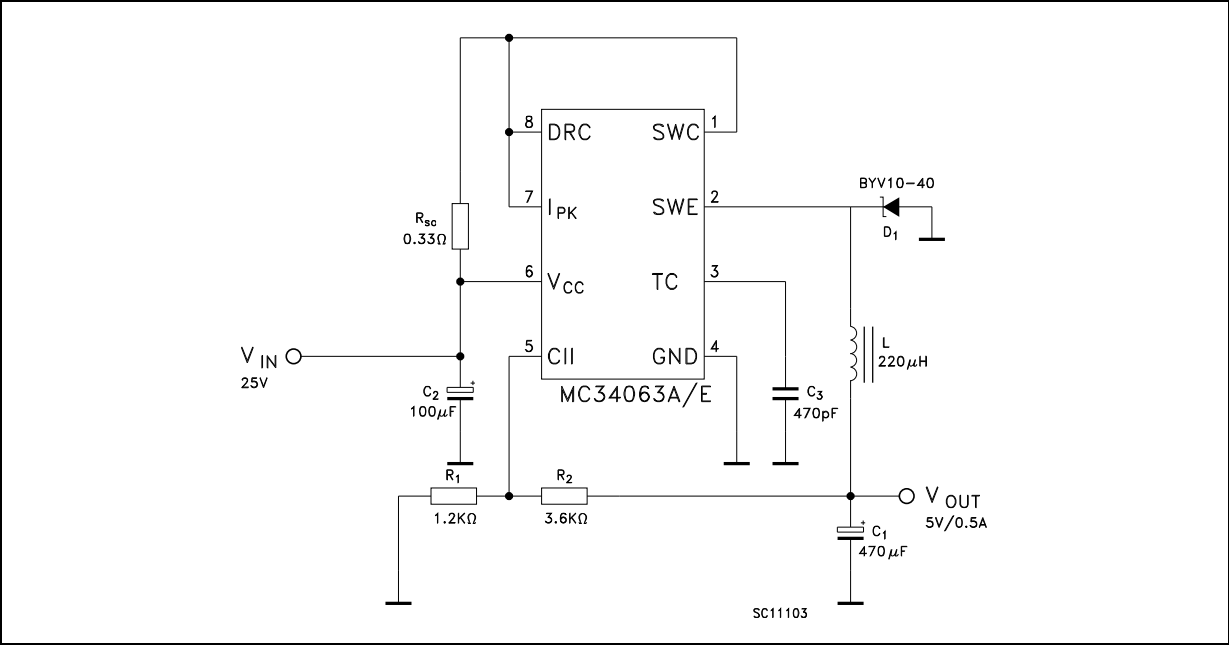 8 DRC SWC 1
BYV10-40
7 IPK SWE 2
D1
Rsc
0.33Ω
6 VCC TC 3
5 CII GND 4
VIN
25V
L
220μH
MC34063A/E
C2
+
100μF
C3
470pF
R1
1.2KΩ
R2
3.6KΩ
VOUT
5V/0.5A
+
C1
470μF
SC11103